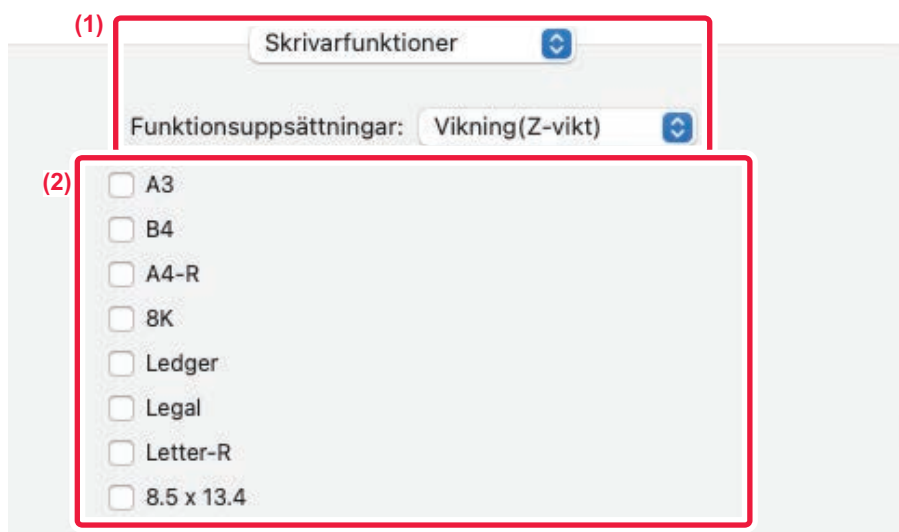 (1)
Skrivarfunktioner
Funktionsuppsättningar: Vikning(Z-vikt)
(2)
A3
B4
A4-R
8K
Ledger
Legal
Letter-R
8.5 x 13.4